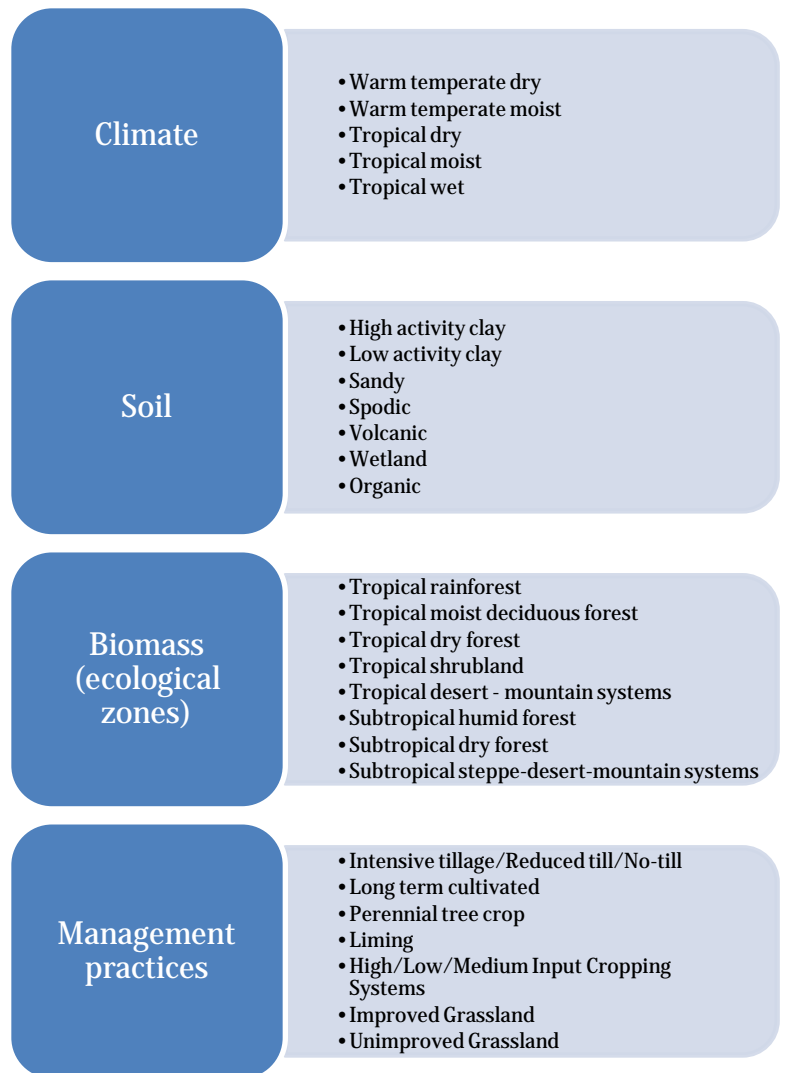 Climate
• Warm temperate dry
• Warm temperate moist
• Tropical dry
• Tropical moist
• Tropical wet
Soil
• High activity clay
• Low activity clay
• Sandy
• Spodic
• Volcanic
• Wetland
• Organic
Biomass
(ecological
zones)
• Tropical rainforest
• Tropical moist deciduous forest
• Tropical dry forest
• Tropical shrubland
• Tropical desert - mountain systems
• Subtropical humid forest
• Subtropical dry forest
• Subtropical steppe-desert-mountain systems
Management
practices
• Intensive tillage/Reduced till/No-till
• Long term cultivated
• Perennial tree crop
• Liming
• High/Low/Medium Input Cropping
Systems
• Improved Grassland
• Unimproved Grassland